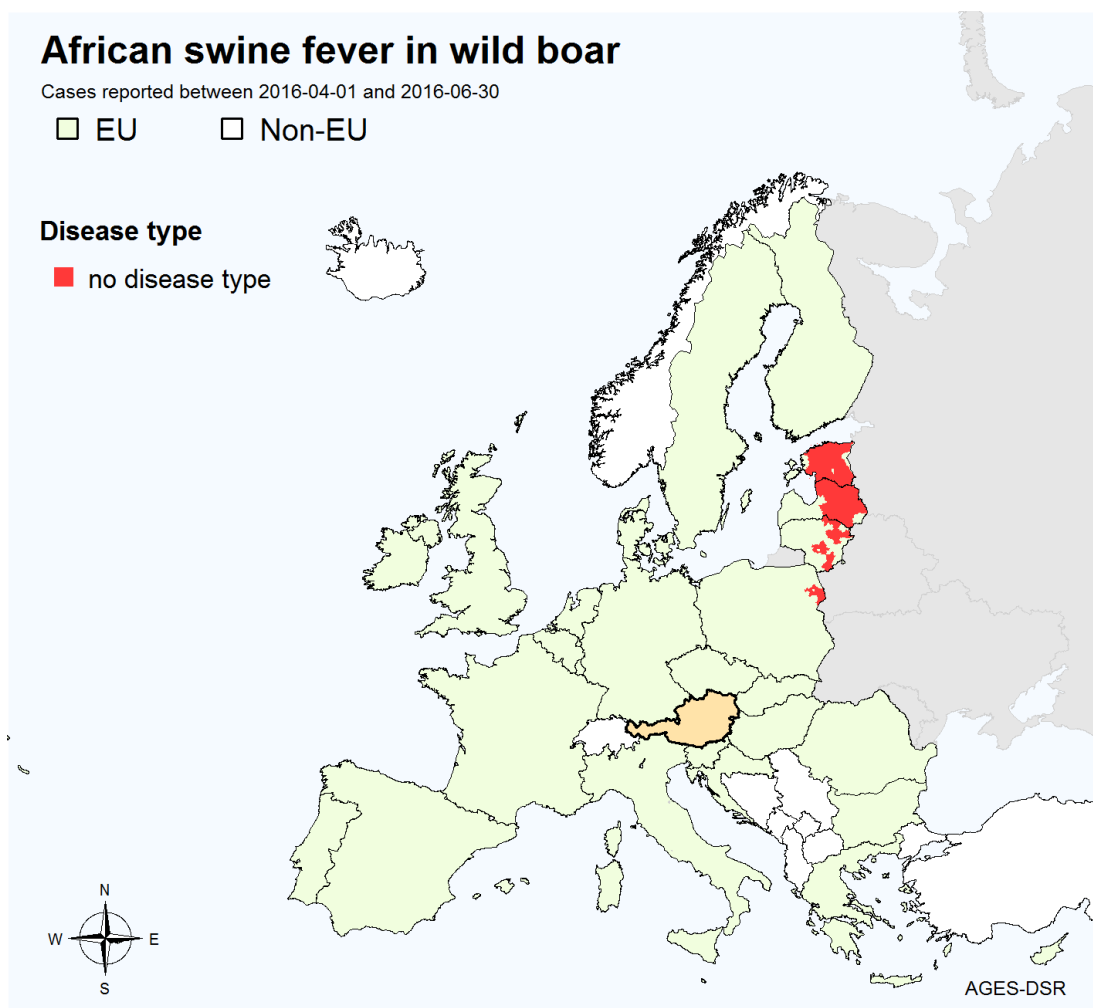 African swine fever in wild boar
Cases reported between 2016-04-01 and 2016-06-30
EU Non-EU
Disease type
no disease type
N
W E
S
AGES-DSR